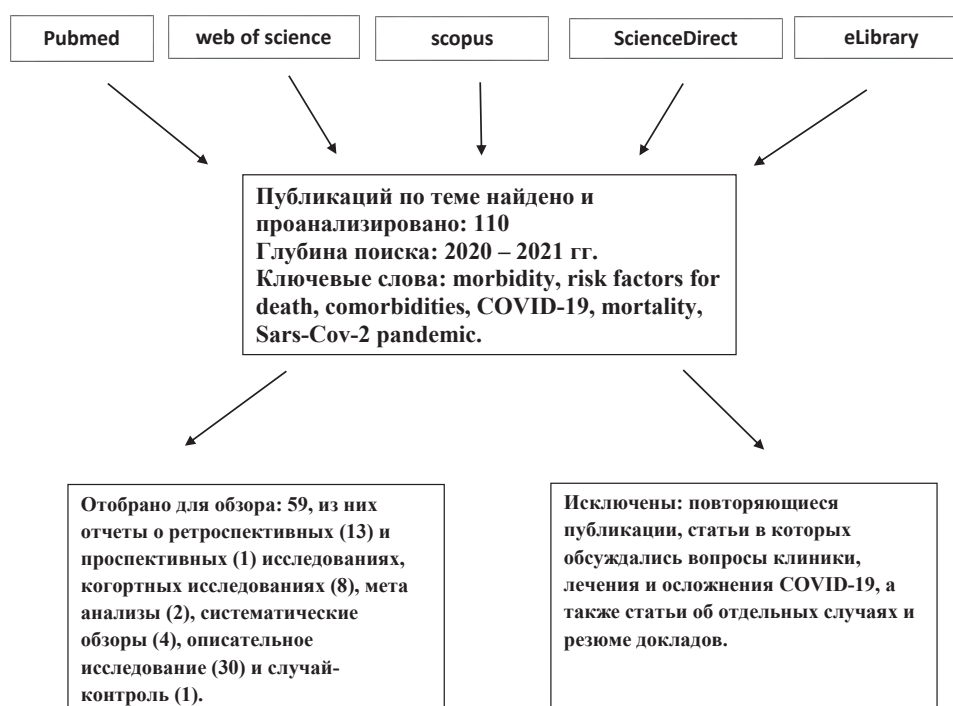 Pubmed
web of science
scopus
ScienceDirect
eLibrary
Публикаций по теме найдено и
проанализировано: 110
Глубина поиска: 2020 – 2021 гг.
Ключевые слова: morbidity, risk factors for
death, comorbidities, COVID-19, mortality,
Sars-Cov-2 pandemic.
Отобрано для обзора: 59, из них
отчеты о ретроспективных (13) и
проспективных (1) исследованиях,
когортных исследованиях (8), мета
анализы (2), систематические
обзоры (4), описательное
исследование (30) и случай-
контроль (1).
Исключены: повторяющиеся
публикации, статьи в которых
обсуждались вопросы клиники,
лечения и осложнения COVID-19, а
также статьи об отдельных случаях и
резюме докладов.